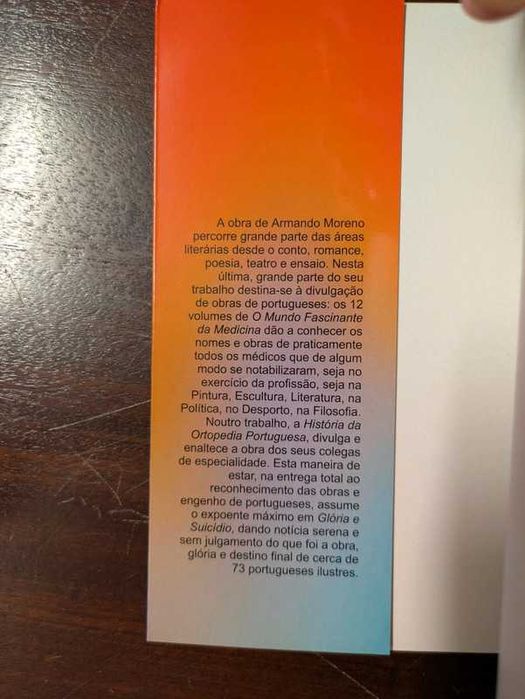 A obra de Armando Moreno
percorre grande parte das áreas
literárias desde o conto, romance,
poesia, teatro e ensaio. Nesta
última, grande parte do seu
trabalho destina-se à divulgação
de obras de portugueses: os 12
volumes de O Mundo Fascinante
da Medicina dão a conhecer os
nomes e obras de praticamente
todos os médicos que de algum
modo se notabilizaram, seja no
exercício da profissão, seja na
Pintura, Escultura, Literatura, na
Política, no Desporto, na Filosofia.
Noutro trabalho, a História da
Ortopedia Portuguesa, divulga e
enaltece a obra dos seus colegas
de especialidade. Esta maneira de
estar, na entrega total ao
reconhecimento das obras e
engenho de portugueses, assume
o expoente máximo em Glória e
Suicídio, dando notícia serena e
sem julgamento do que foi a obra,
glória e destino final de cerca de
73 portugueses ilustres.